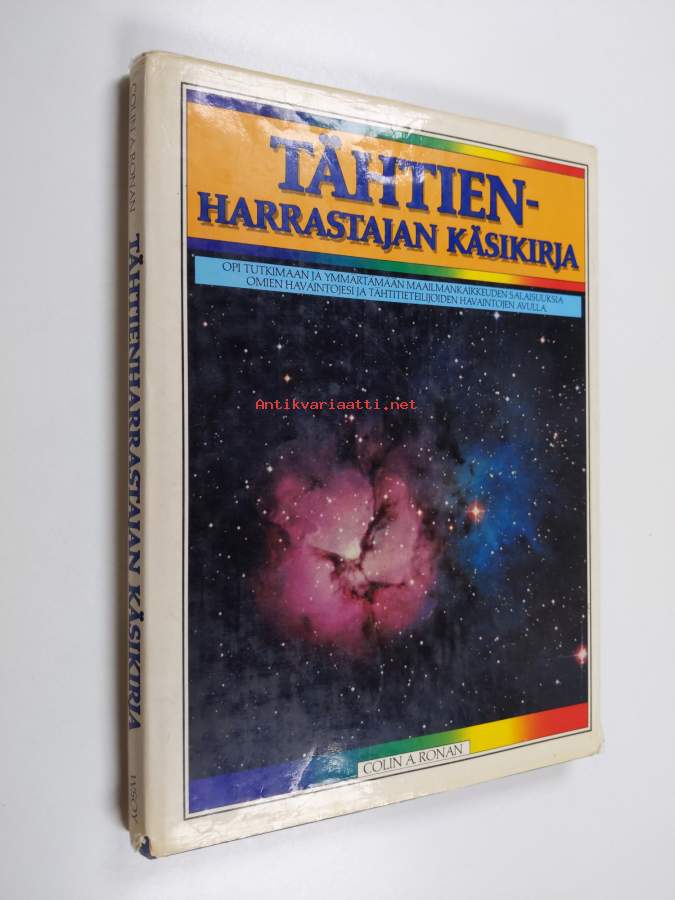 TÄHTIEN-
HARRASTAJAN KÄSIKIRJA
OPI TUTKIMAAN JA YMMÄRTÄMÄÄN MAAILMANKAIKKEUDEN SALAISUUKSIA
OMIEN HAVAINTOJESI JA TÄHTITIETEILIJÖIDEN HAVAINTOJEN AVULLA.
Antikvariaatti.net
COLIN A. RONAN
COLIN A RONAN
TÄHTIENHARRASTAJAN KÄSIKIRJA
WSOY